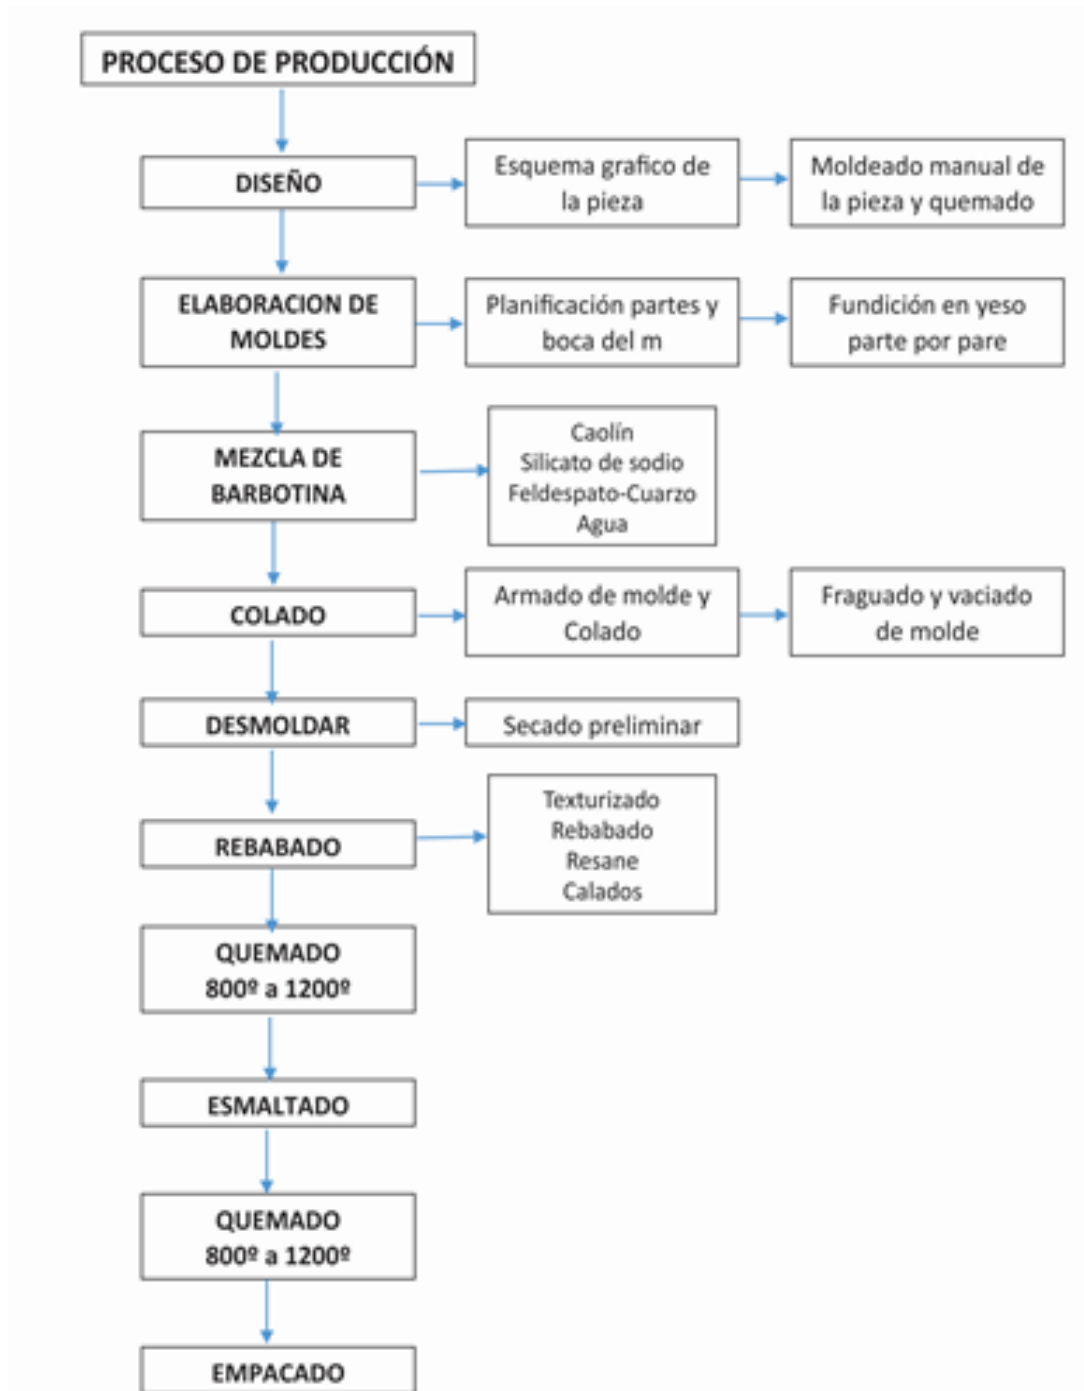 PROCESO DE PRODUCCIÓN
DISEÑO
Esquema grafico de
la pieza
Moldeado manual de
la pieza y quemado
ELABORACION DE
MOLDES
Planificación partes y
boca del m
Fundición en yeso
parte por pare
MEZCLA DE
BARBOTINA
Caolín
Silicato de sodio
Feldespato-Cuarzo
Agua
COLADO
Armado de molde y
Colado
Fraguado y vaciado
de molde
DESMOLDAR
Secado preliminar
REBABADO
Texturizado
Rebabado
Resane
Calados
QUEMADO
800º a 1200º
ESMALTADO
QUEMADO
800º a 1200º
EMPACADO